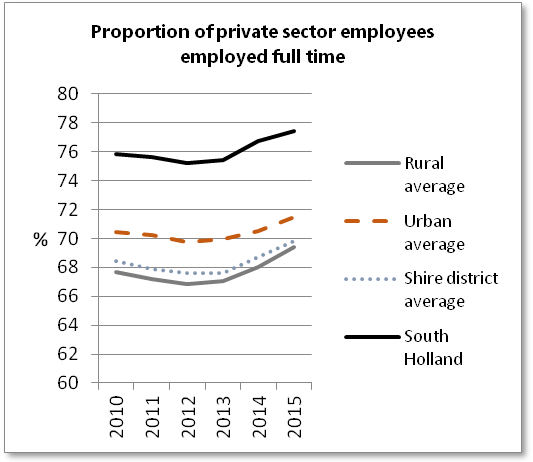 Proportion of private sector employees
employed full time
80
78
76
74
72
70
68
66
64
62
60
%
2010
2011
2012
2013
2014
2015
Rural
average
Urban
average
Shire district
average
South
Holland